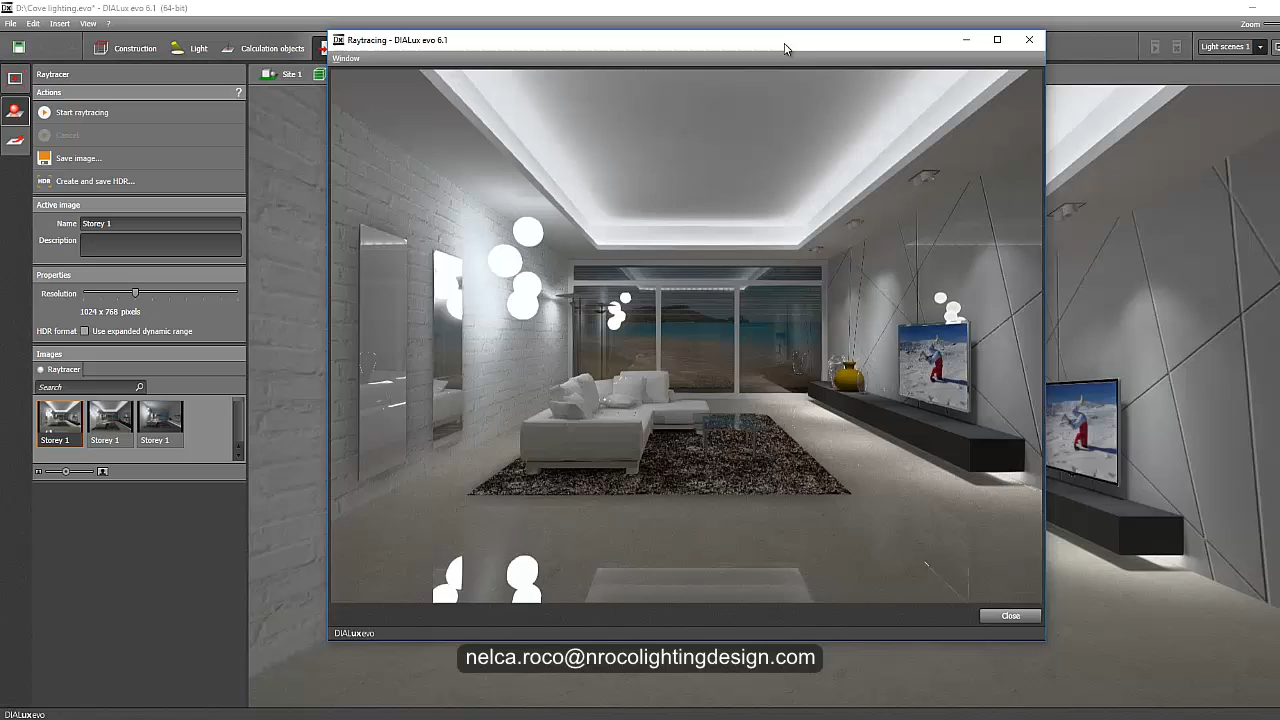 D:\Cove lighting.evo* - DIALux evo 6.1 (64-bit)
File Edit Insert View ?
Zoom
Construction Light Calculation objects
Light scenes 1
Raytracing - DIALux evo 6.1
Window
Raytracer
Site 1
Actions ?
Start raytracing
Cancel
Save image...
HDR Create and save HDR...
Active image
Name Storey 1
Description
Properties
Resolution
1024 x 768 pixels
HDR format Use expanded dynamic range
Images
Raytracer
Search
Storey 1 Storey 1 Storey 1
Close
DIALux evo
nelca.roco@nrocolightingdesign.com
DIALux evo